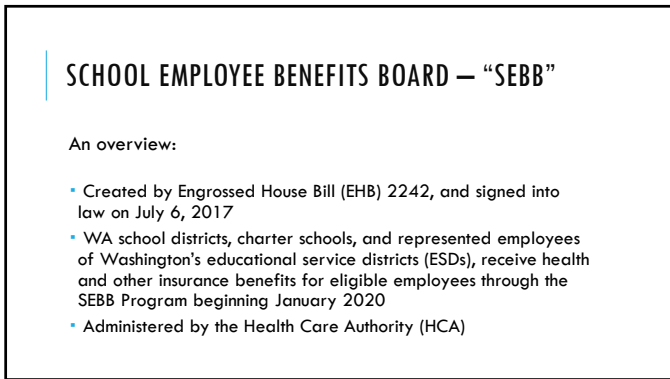 SCHOOL EMPLOYEE BENEFITS BOARD – “SEBB”
An overview:
▪ Created by Engrossed House Bill (EHB) 2242, and signed into
law on July 6, 2017
▪ WA school districts, charter schools, and represented employees
of Washington’s educational service districts (ESDs), receive health
and other insurance benefits for eligible employees through the
SEBB Program beginning January 2020
▪ Administered by the Health Care Authority (HCA)